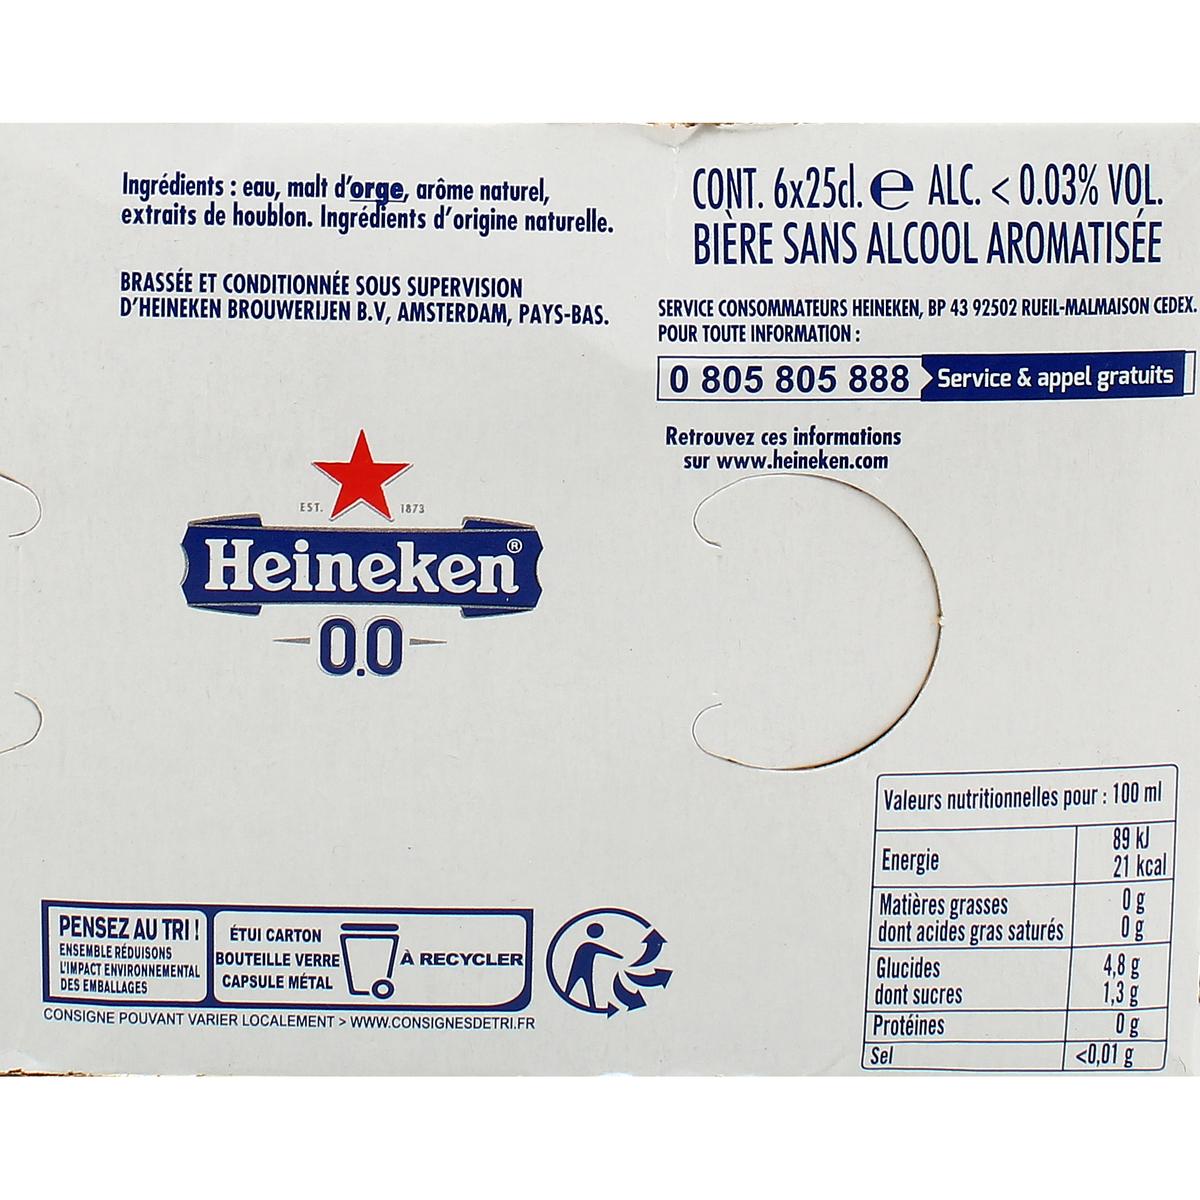 Ingrédients : eau, malt d'orge, arôme naturel,
extraits de houblon. Ingrédients d'origine naturelle.
BRASSÉE ET CONDITIONNÉE SOUS SUPERVISION
D'HEINEKEN BROUWERIJEN B.V, AMSTERDAM, PAYS-BAS.
CONT. 6x25cl. e ALC. < 0.03% VOL.
BIÈRE SANS ALCOOL AROMATISÉE
SERVICE CONSOMMATEURS HEINEKEN, BP 43 92502 RUEIL-MALMAISON CEDEX.
POUR TOUTE INFORMATION :
0 805 805 888 Service & appel gratuits
Retrouvez ces informations
sur www.heineken.com
EST. 1873
Heineken®
0.0
Valeurs nutritionnelles pour : 100 ml
Energie 89 kJ
21 kcal
Matières grasses 0 g
dont acides gras saturés 0 g
Glucides 4,8 g
dont sucres 1,3 g
Protéines 0 g
Sel <0,01 g
PENSEZ AU TRI !
ENSEMBLE RÉDUISONS
L'IMPACT ENVIRONNEMENTAL
DES EMBALLAGES
ÉTUI CARTON
BOUTEILLE VERRE
CAPSULE MÉTAL
À RECYCLER
CONSIGNE POUVANT VARIER LOCALEMENT > WWW.CONSIGNESDETRI.FR